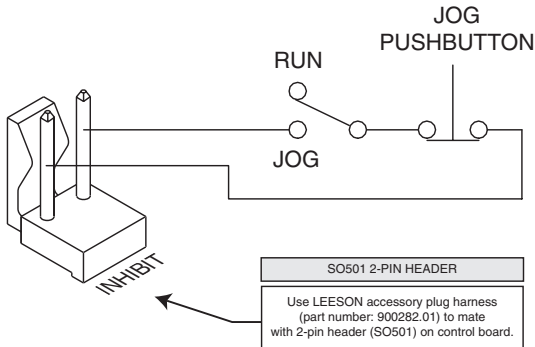 JOG
PUSHBUTTON
RUN
JOG
INHIBIT
SO501 2-PIN HEADER
Use LEESON accessory plug harness
(part number: 900282.01) to mate
with 2-pin header (SO501) on control board.